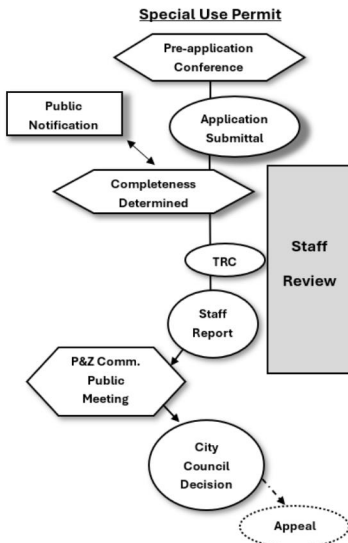 Special Use Permit
Pre-application
Conference
Public
Notification
Application
Submittal
Completeness
Determined
Staff
Review
TRC
Staff
Report
P&Z Comm.
Public
Meeting
City
Council
Decision
Appeal